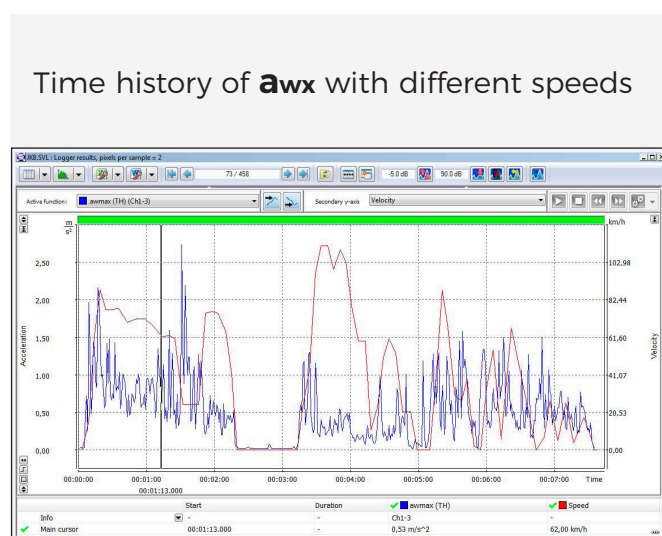 Time history of awx with different speeds
JK8.SVL : Logger results, pixels per sample = 2
73 / 458
-5.0 dB
90.0 dB
Active function:
awmax (TH) (Ch1-3)
Secondary y-axis
Velocity
m
s²
km/h
2,50
102,98
2,00
82,44
1,50
61,60
1,00
41,07
0,50
20,53
0,00
0,00
Acceleration
Velocity
00:00:00 00:01:00 00:02:00 00:03:00 00:04:00 00:05:00 00:06:00 00:07:00 Time
00:01:13.000
Start Duration awmax (TH) Speed
Info - - Ch1-3 -
Main cursor 00:01:13.000 - 0,53 m/s^2 62,00 km/h